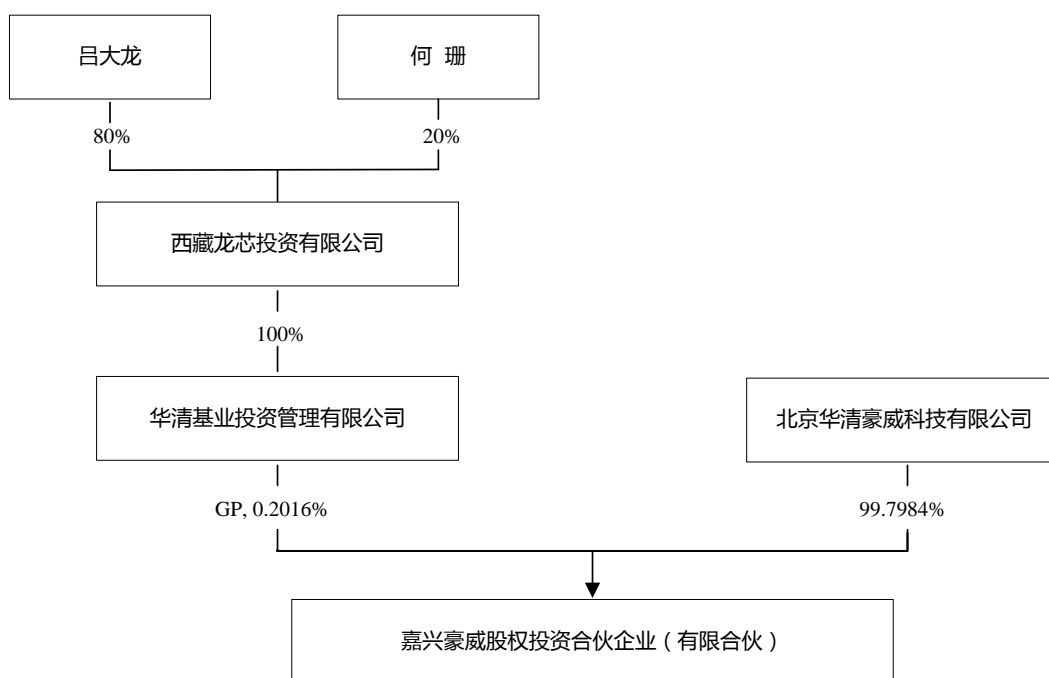 吕大龙
何 珊
80%
20%
西藏龙芯投资有限公司
100%
华清基业投资管理有限公司
北京华清豪威科技有限公司
GP, 0.2016%
99.7984%
嘉兴豪威股权投资合伙企业（有限合伙）